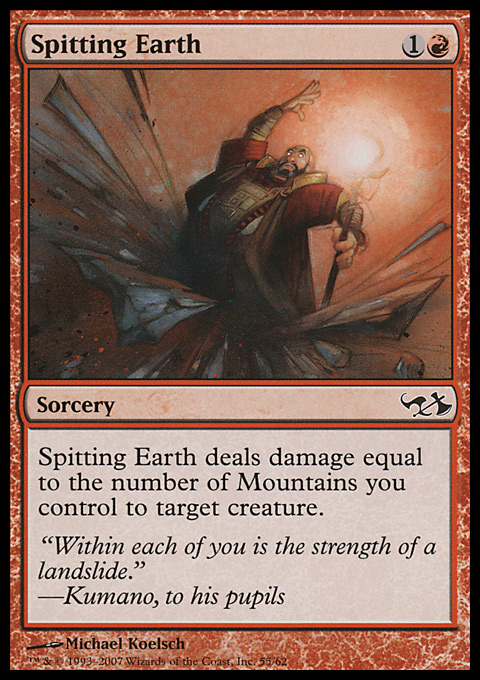 Spitting Earth 1
Sorcery
Spitting Earth deals damage equal
to the number of Mountains you
control to target creature.
“Within each of you is the strength of a
landslide.”
—Kumano, to his pupils
Michael Koelsch
™ & © 1993–2007 Wizards of the Coast, Inc. 55/62